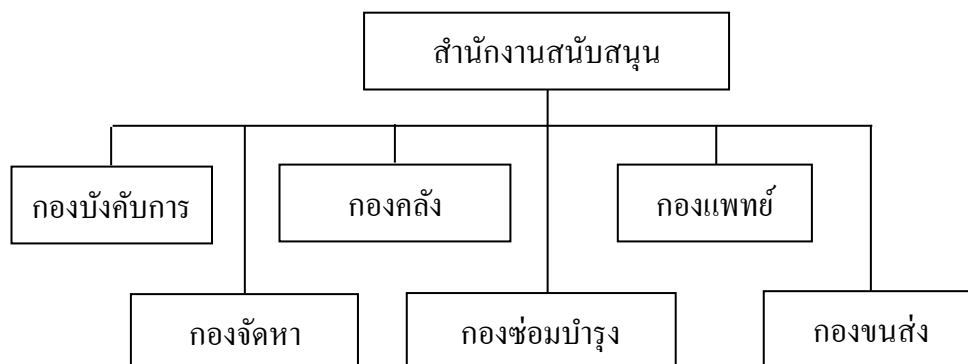 สำนักงานสนับสนุน
กองบังคับการ
กองคลัง
กองแพทย์
กองจัดหา
กองซ่อมบำรุง
กองขนส่ง